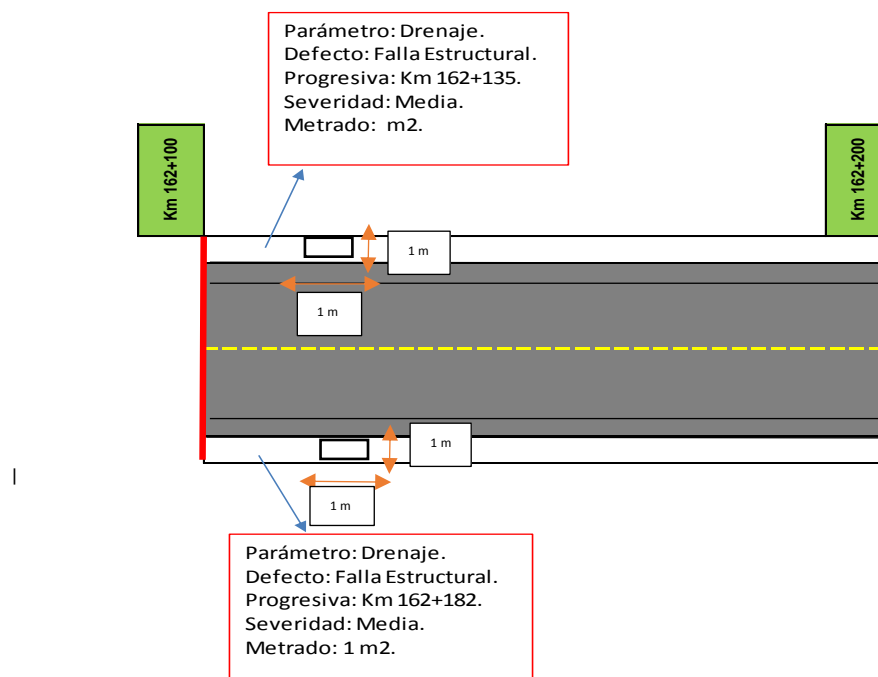 Parámetro: Drenaje.
Defecto: Falla Estructural.
Progresiva: Km 162+135.
Severidad: Media.
Metrado: m2.
Km 162+100
Km 162+200
1 m
1 m
1 m
1 m
Parámetro: Drenaje.
Defecto: Falla Estructural.
Progresiva: Km 162+182.
Severidad: Media.
Metrado: 1 m2.